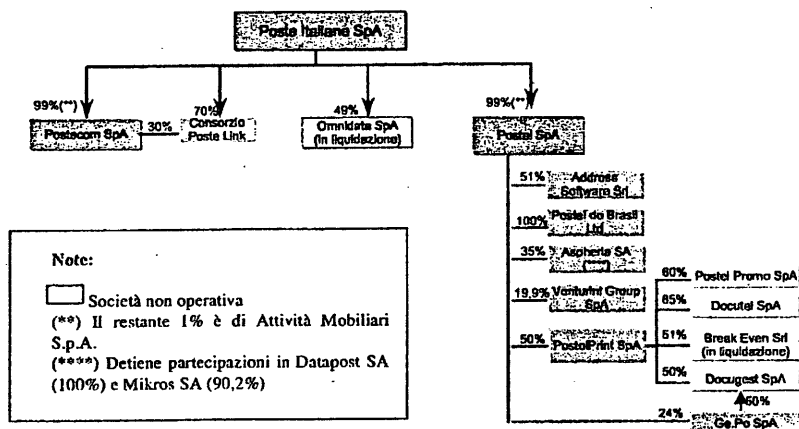 Poste Italiane SpA
99%(**)
70%
49%
99%(**)
Postecom SpA
30%
Consorzio
Poste Link
Omnidata SpA
(in liquidazione)
Postel SpA
51%
Address
Software Srl
100%
Postel do Brasil
Ltd
35%
Aspheria SA
19,9%
Venturini Group
SpA
50%
PostelPrint SpA
60%
Postel Promo SpA
65%
Docutel SpA
51%
Break Even Srl
(in liquidazione)
50%
Docugest SpA
50%
24%
Ge.Po SpA
Note:
Società non operativa
(**) Il restante 1% è di Attività Mobiliari
S.p.A.
(****) Detiene partecipazioni in Datapost SA
(100%) e Mikros SA (90,2%)